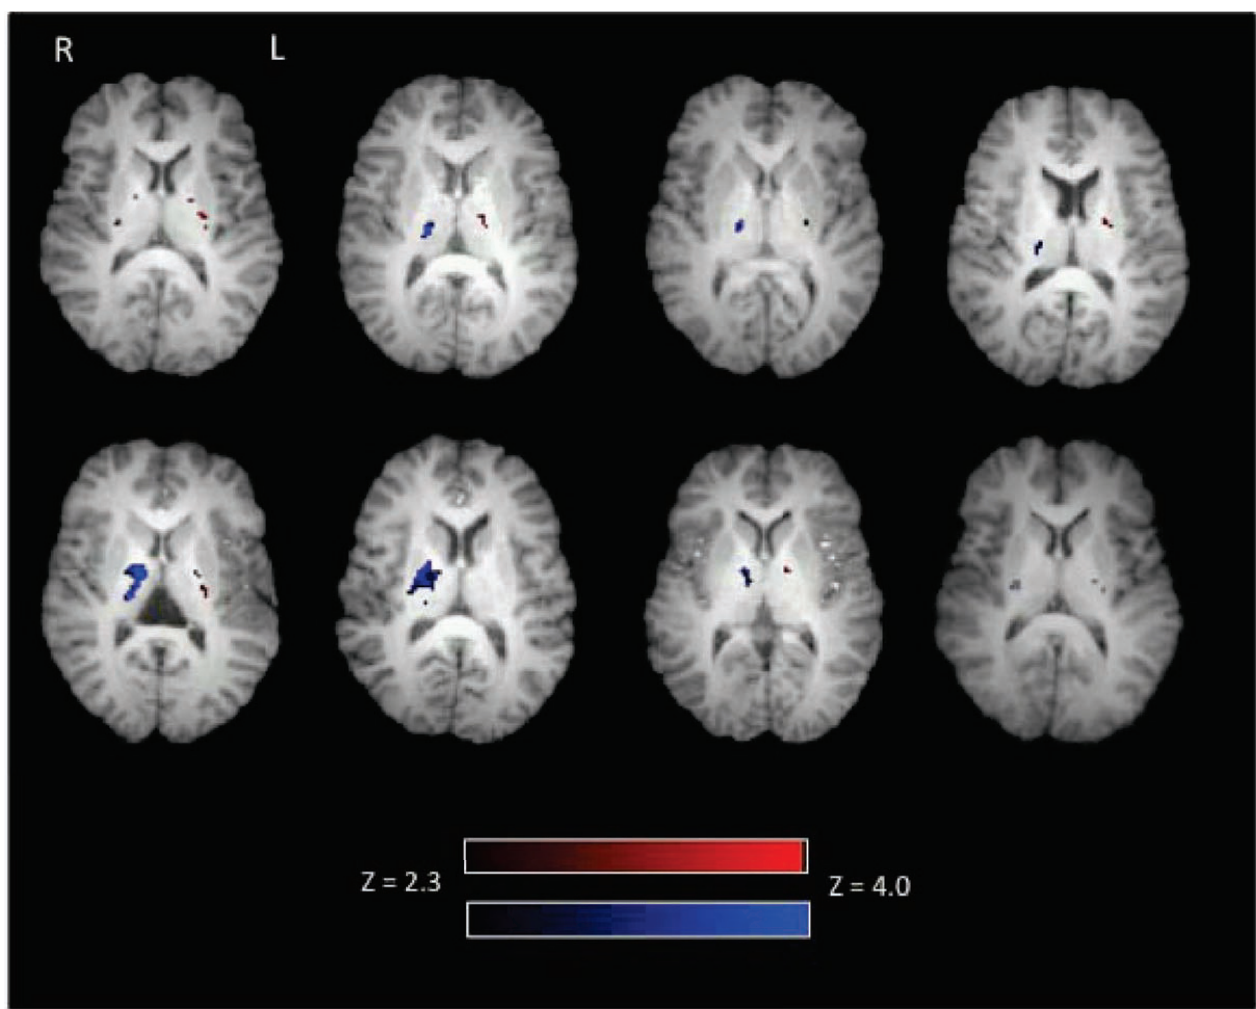 R L
Z = 2.3
Z = 4.0